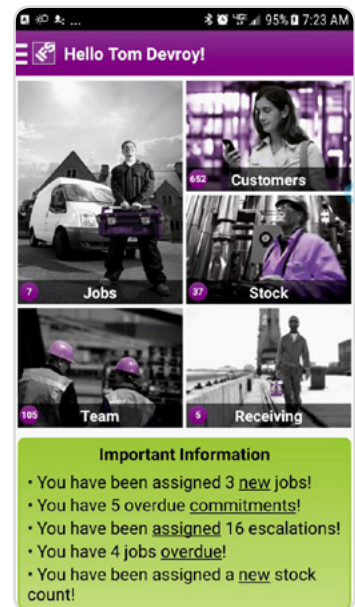 95% 7:23 AM
Hello Tom Devroy!
652
Customers
7
Jobs
37
Stock
105
Team
5
Receiving
Important Information
• You have been assigned 3 new jobs!
• You have 5 overdue commitments!
• You have been assigned 16 escalations!
• You have 4 jobs overdue!
• You have been assigned a new stock
count!